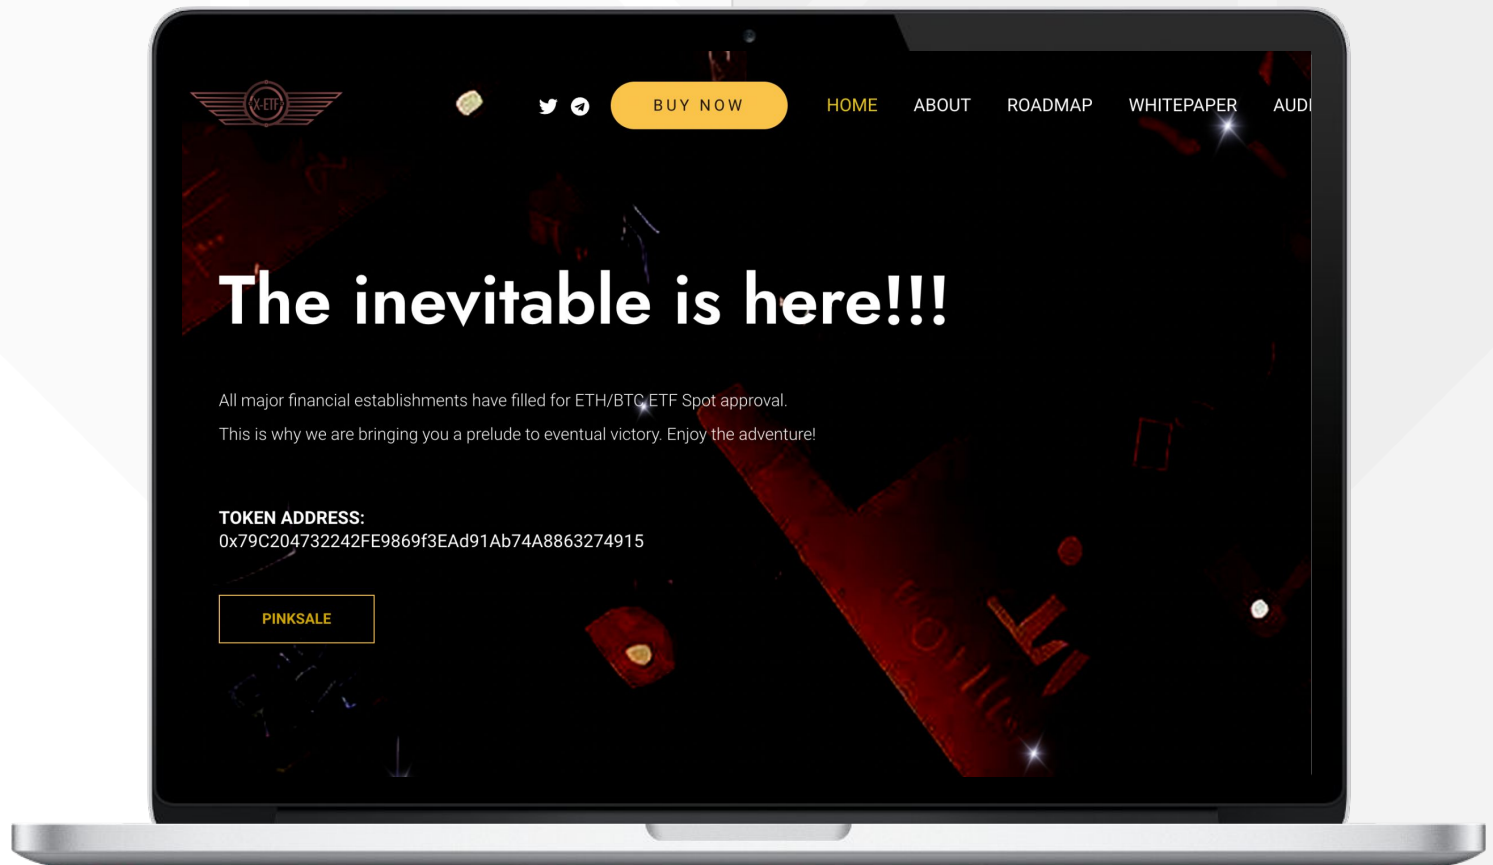 X-ETF
BUY NOW
HOME
ABOUT
ROADMAP
WHITEPAPER
AUDI
The inevitable is here!!!
All major financial establishments have filled for ETH/BTC ETF Spot approval.
This is why we are bringing you a prelude to eventual victory. Enjoy the adventure!
TOKEN ADDRESS:
0x79C204732242FE9869f3EAd91Ab74A8863274915
PINKSALE